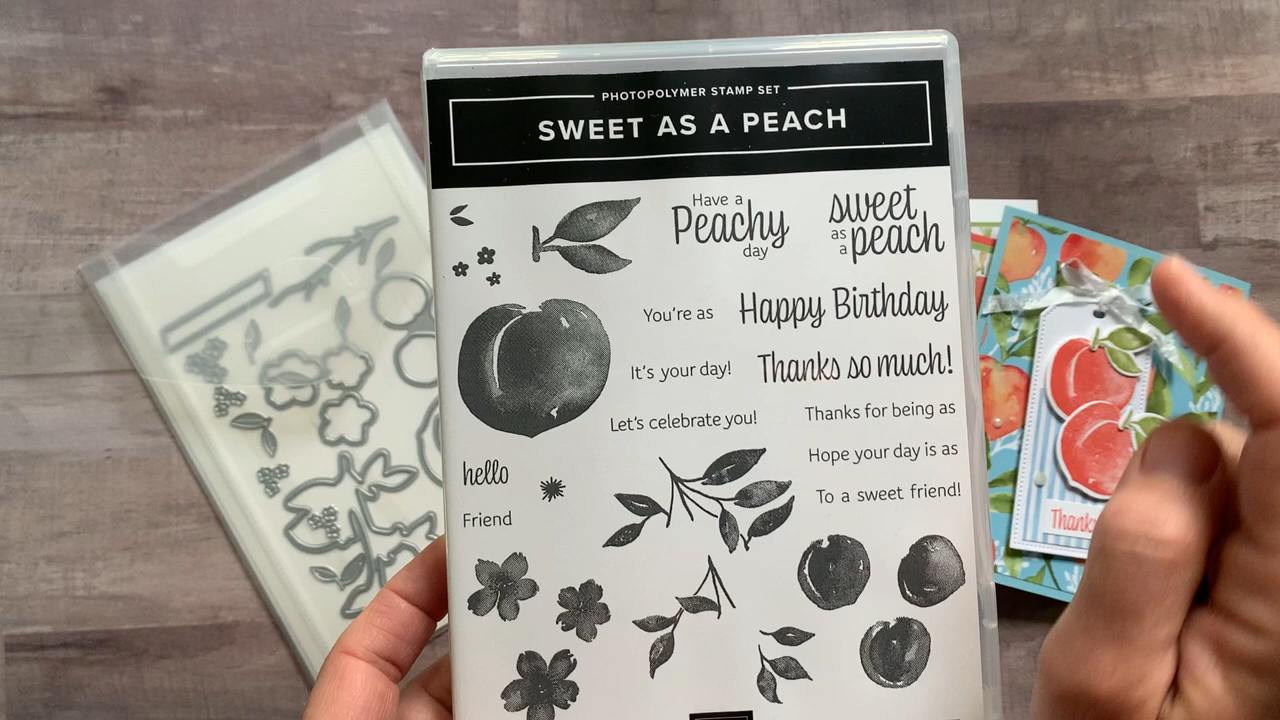 PHOTOPOLYMER STAMP SET
SWEET AS A PEACH
Have a
Peachy
day
sweet
as
a peach
You're as
Happy Birthday
It's your day!
Thanks so much!
Let's celebrate you!
Thanks for being as
Hope your day is as
To a sweet friend!
hello
Friend
Thank